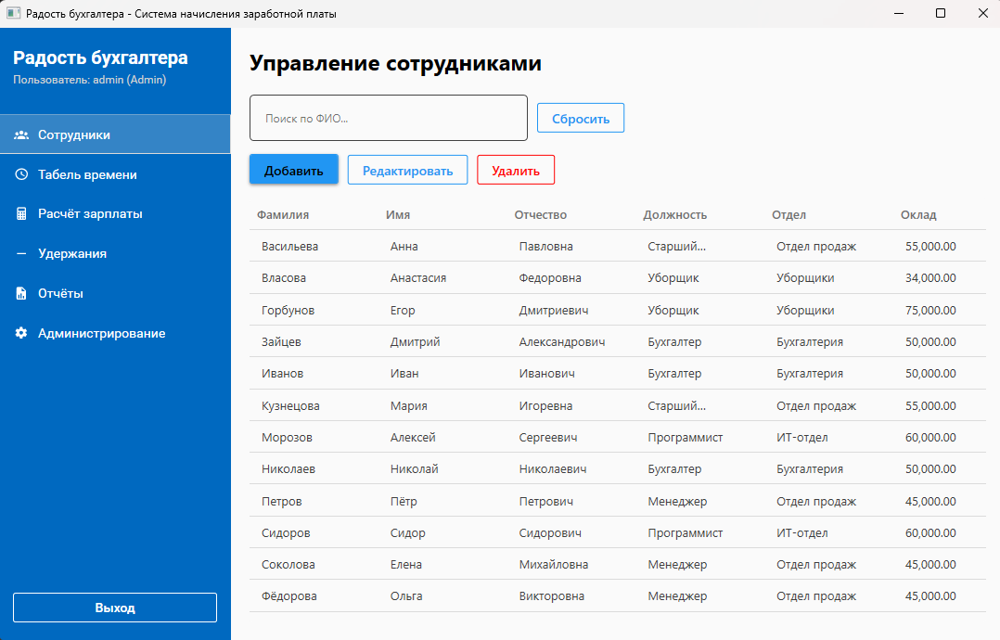 Радость бухгалтера - Система начисления заработной платы
Радость бухгалтера
Пользователь: admin (Admin)
Сотрудники
Табель времени
Расчёт зарплаты
Удержания
Отчёты
Администрирование
Выход
Управление сотрудниками
Поиск по ФИО... Сбросить
Добавить Редактировать Удалить
Фамилия Имя Отчество Должность Отдел Оклад
Васильева Анна Павловна Старший... Отдел продаж 55,000.00
Власова Анастасия Федоровна Уборщик Уборщики 34,000.00
Горбунов Егор Дмитриевич Уборщик Уборщики 75,000.00
Зайцев Дмитрий Александрович Бухгалтер Бухгалтерия 50,000.00
Иванов Иван Иванович Бухгалтер Бухгалтерия 50,000.00
Кузнецова Мария Игоревна Старший... Отдел продаж 55,000.00
Морозов Алексей Сергеевич Программист ИТ-отдел 60,000.00
Николаев Николай Николаевич Бухгалтер Бухгалтерия 50,000.00
Петров Пётр Петрович Менеджер Отдел продаж 45,000.00
Сидоров Сидор Сидорович Программист ИТ-отдел 60,000.00
Соколова Елена Михайловна Менеджер Отдел продаж 45,000.00
Фёдорова Ольга Викторовна Менеджер Отдел продаж 45,000.00